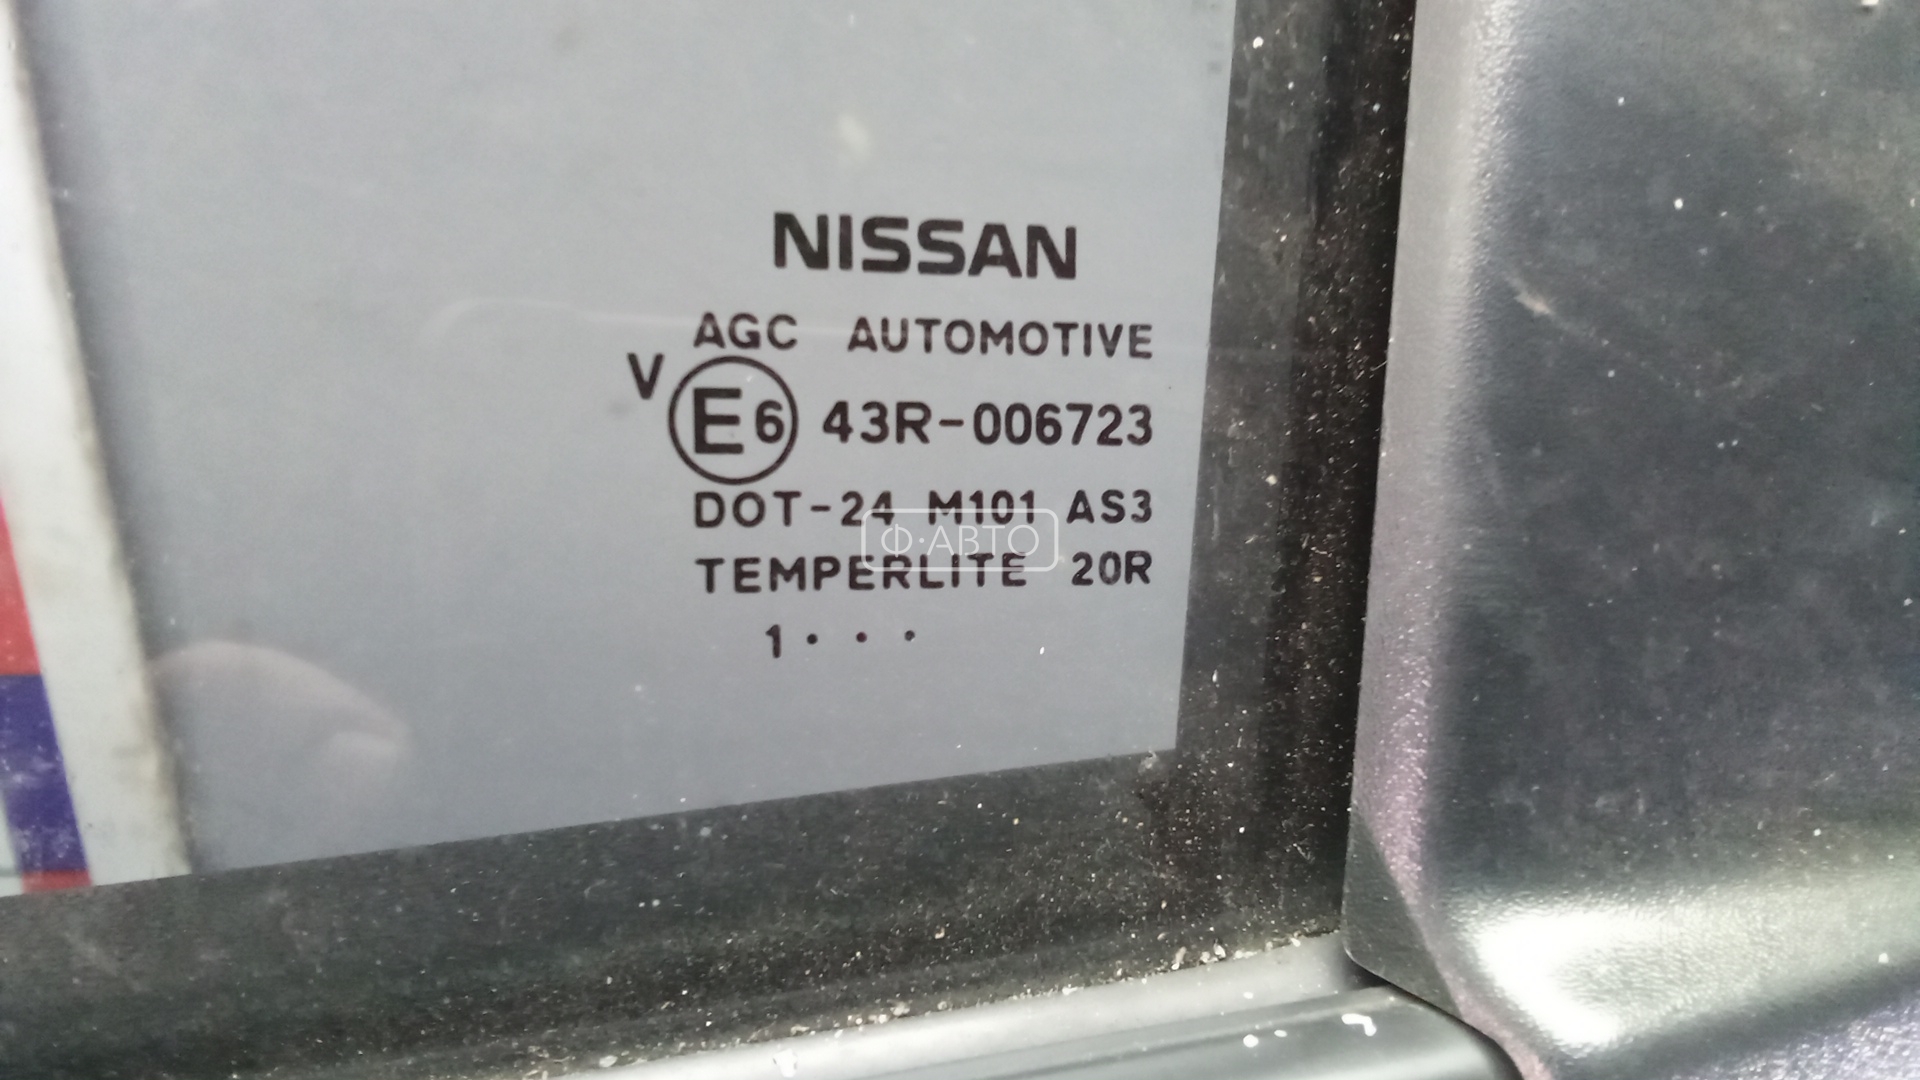 NISSAN
AGC AUTOMOTIVE
V E6 43R-006723
DOT-24 M101 AS3
Ф·АВТО
TEMPERLITE 20R
1 · · ·